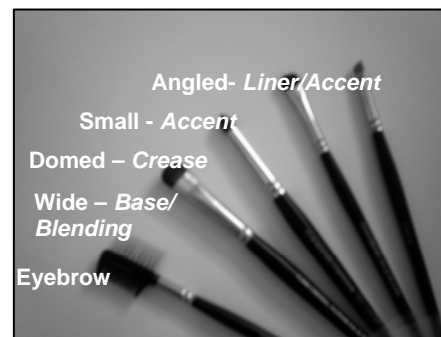 Angled- Liner/Accent
Small - Accent
Domed – Crease
Wide – Base/
Blending
Eyebrow